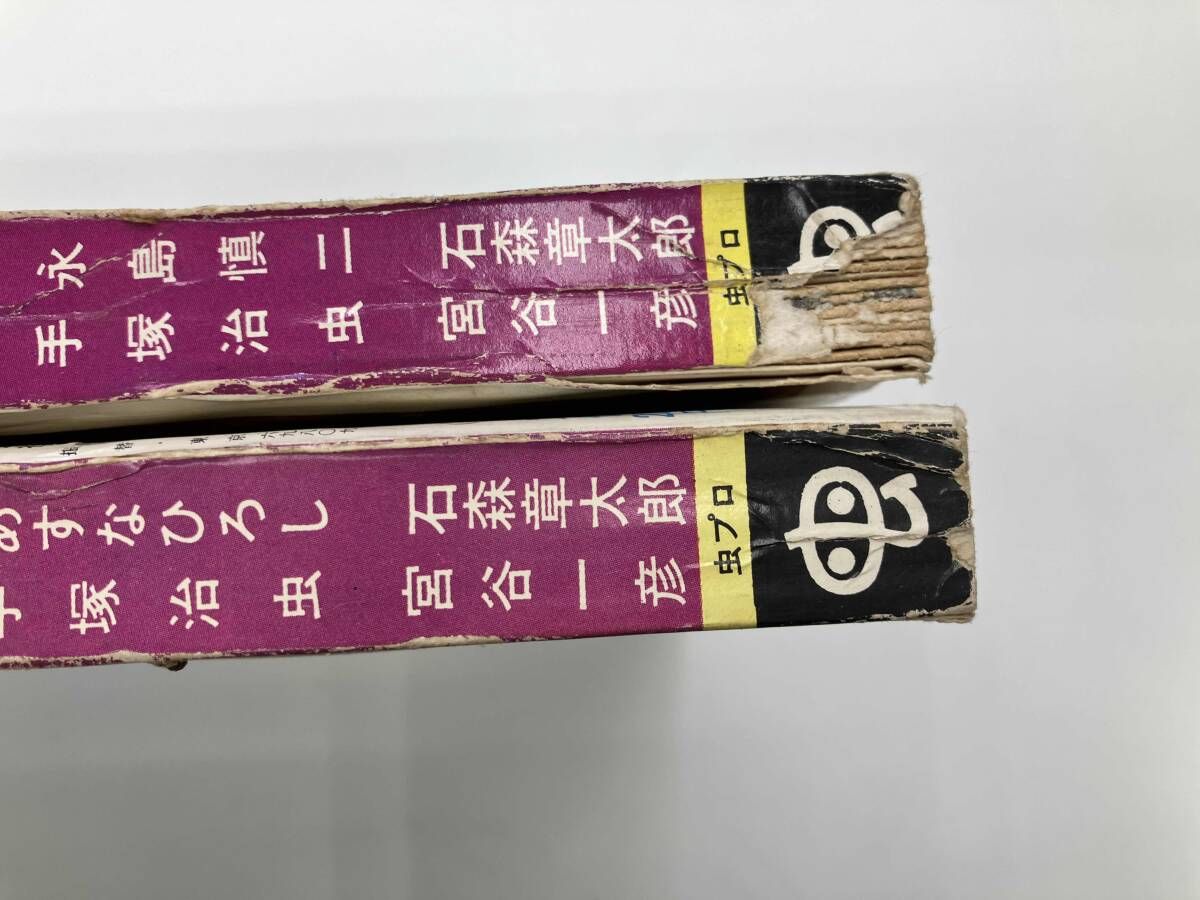 永島慎二 石森章太郎
手塚治虫 宮谷一彦
虫プロ
めすなひろし 石森章太郎
手塚治虫 宮谷一彦
虫プロ